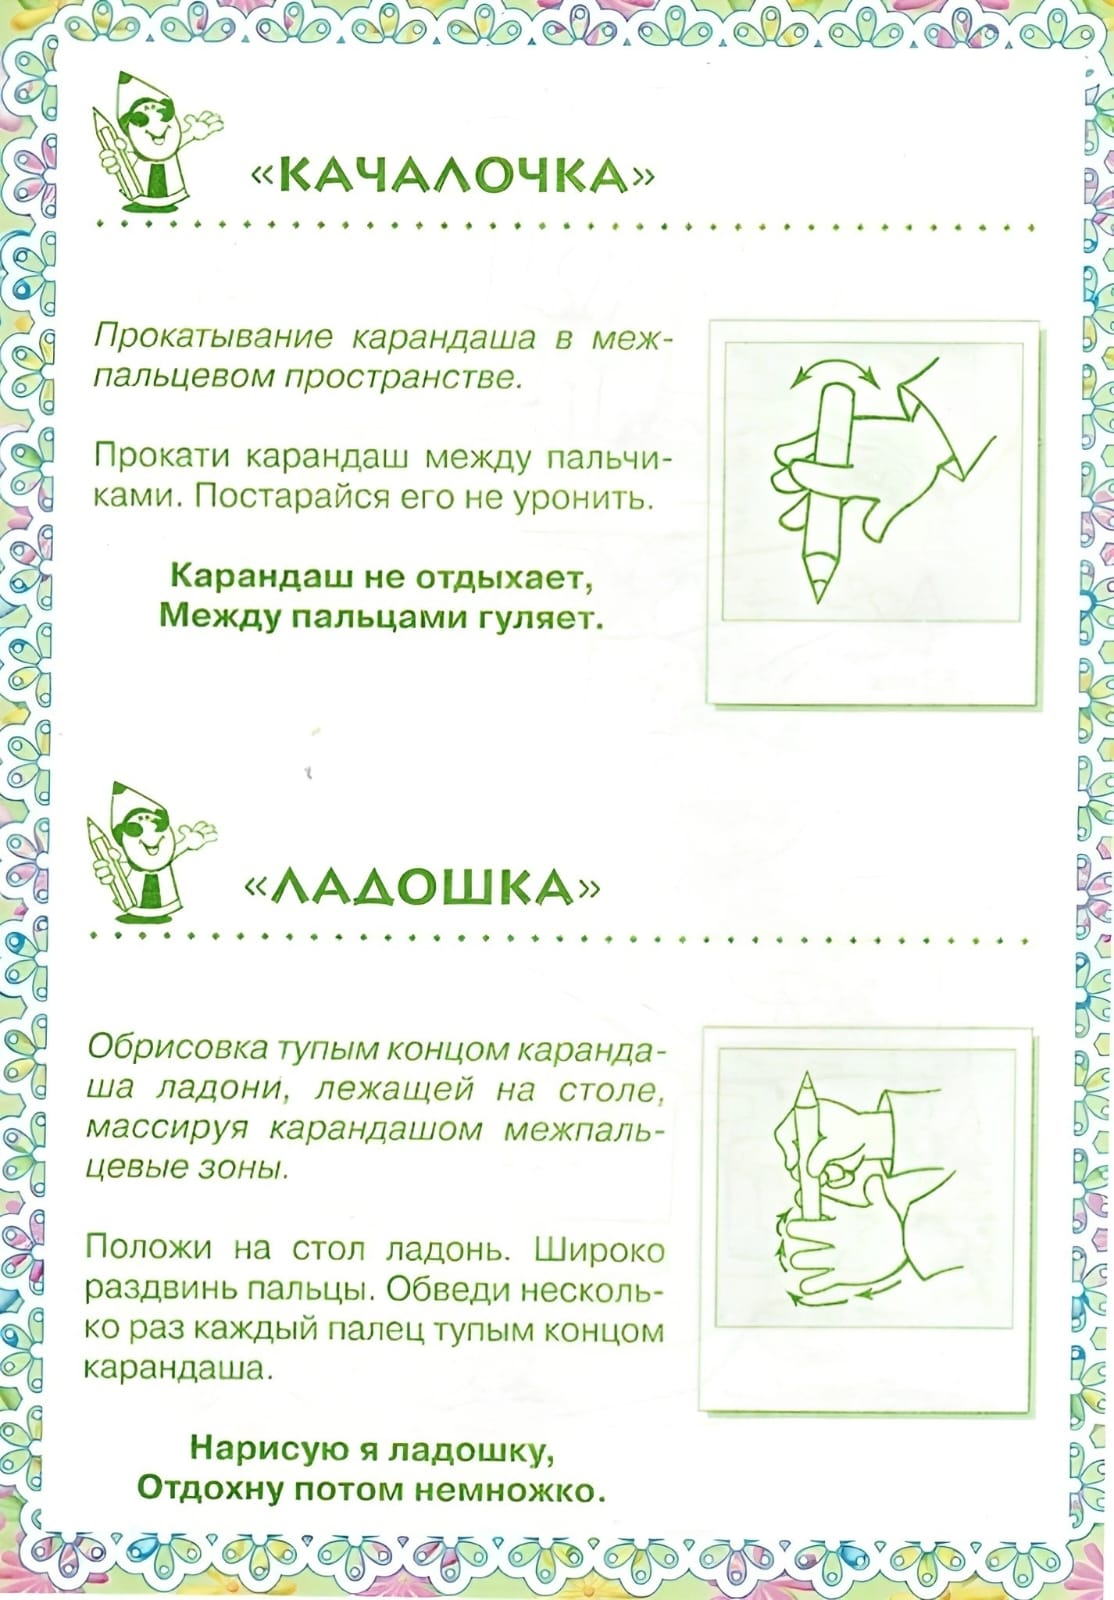 «КАЧАЛОЧКА»
Прокатывание карандаша в меж-
пальцевом пространстве.
Прокати карандаш между пальчи-
ками. Постарайся его не уронить.
Карандаш не отдыхает,
Между пальцами гуляет.
«ЛАДОШКА»
Обрисовка тупым концом каранда-
ша ладони, лежащей на столе,
массируя карандашом межпаль-
цевые зоны.
Положи на стол ладонь. Широко
раздвинь пальцы. Обведи несколь-
ко раз каждый палец тупым концом
карандаша.
Нарисую я ладошку,
Отдохну потом немножко.